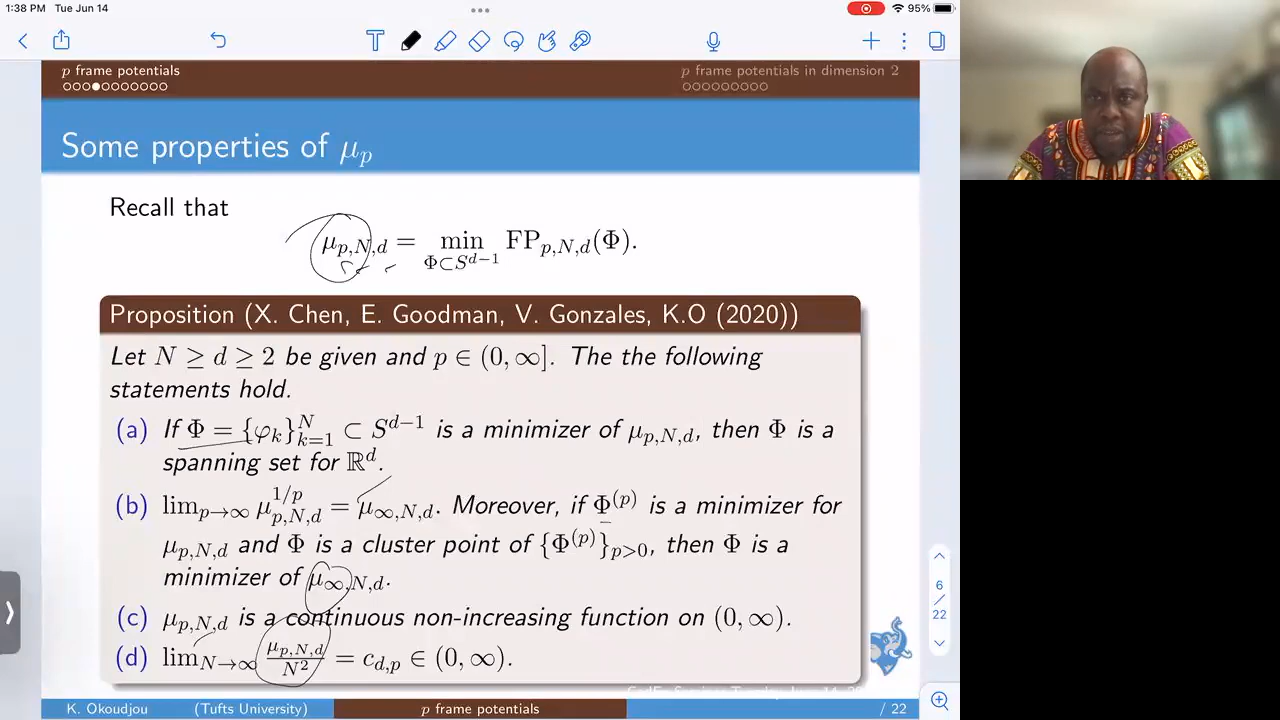 1:38 PM Tue Jun 14
95%
p frame potentials
p frame potentials in dimension 2
Some properties of μ_p
Recall that
μ_{p,N,d} = min_{Φ⊂S^{d−1}} FP_{p,N,d}(Φ).
Proposition (X. Chen, E. Goodman, V. Gonzales, K.O (2020))
Let N ≥ d ≥ 2 be given and p ∈ (0, ∞]. The the following
statements hold.
(a) If Φ = {φ_k}_{k=1}^N ⊂ S^{d−1} is a minimizer of μ_{p,N,d}, then Φ is a
spanning set for ℝ^d.
(b) lim_{p→∞} μ_{p,N,d}^{1/p} = μ_{∞,N,d}. Moreover, if Φ^{(p)} is a minimizer for
μ_{p,N,d} and Φ is a cluster point of {Φ^{(p)}}_{p>0}, then Φ is a
minimizer of μ_{∞,N,d}.
(c) μ_{p,N,d} is a continuous non-increasing function on (0, ∞).
(d) lim_{N→∞} μ_{p,N,d}/N^2 = c_{d,p} ∈ (0, ∞).
6
/
22
K. Okoudjou (Tufts University)
p frame potentials
/ 22